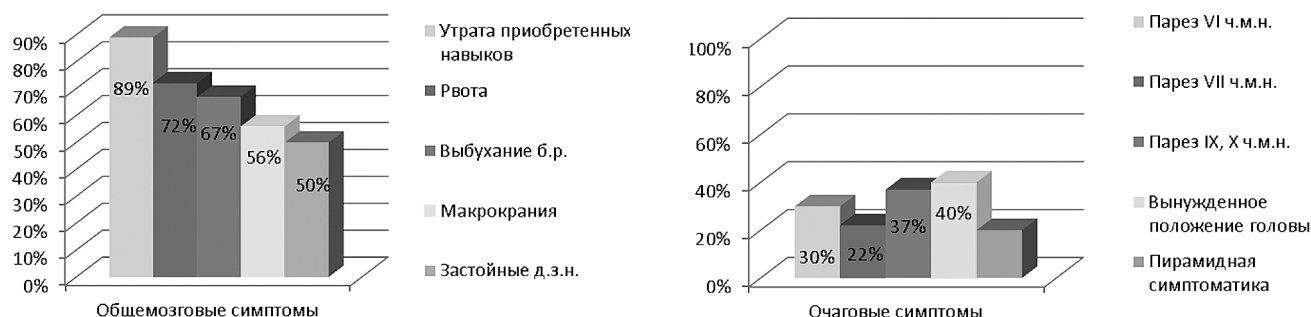 90%
80%
70%
60%
50%
40%
30%
20%
10%
0%
89%
72%
67%
56%
50%
Общемозговые симптомы
Утрата приобретенных
навыков
Рвота
Выбухание б.р.
Макрокрания
Застойные д.з.н.
100%
80%
60%
40%
20%
0%
30%
22%
37%
40%
Очаговые симптомы
Парез VI ч.м.н.
Парез VII ч.м.н.
Парез IX, X ч.м.н.
Вынужденное
положение головы
Пирамидная
симптоматика